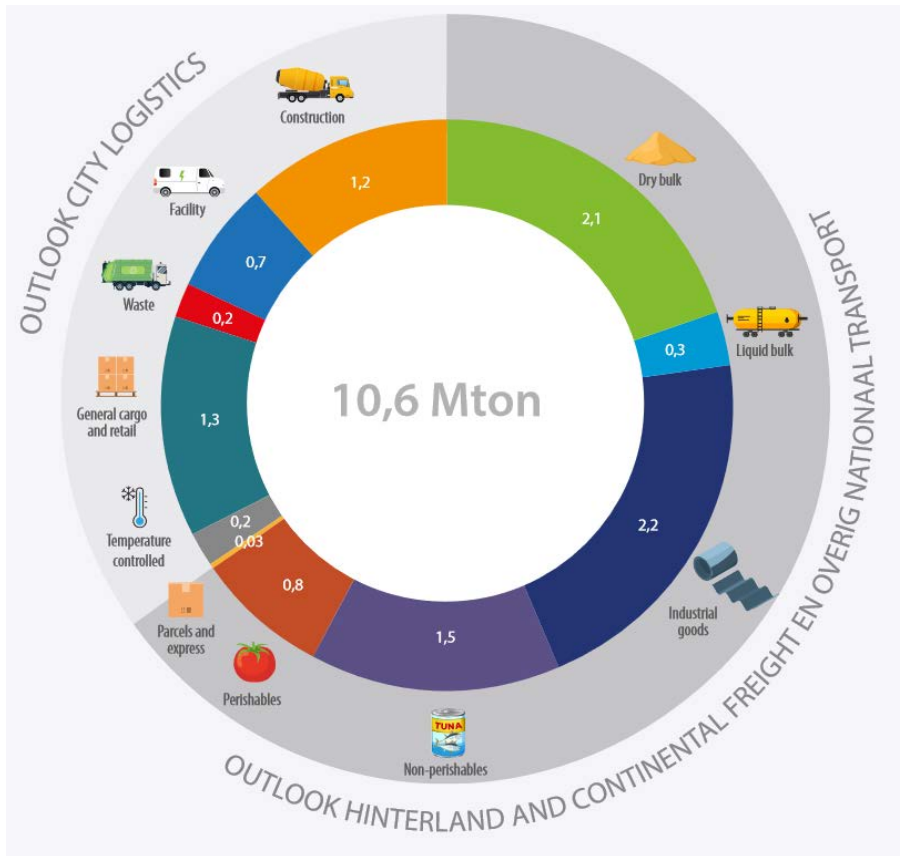 OUTLOOK CITY LOGISTICS
OUTLOOK HINTERLAND AND CONTINENTAL FREIGHT EN OVERIG NATIONAAL TRANSPORT
Construction
1,2
Dry bulk
2,1
Facility
0,7
Waste
0,2
Liquid bulk
0,3
General cargo
and retail
1,3
10,6 Mton
Temperature
controlled
0,2
0,03
Parcels and
express
Industrial
goods
2,2
Perishables
0,8
1,5
TUNA
Non-perishables